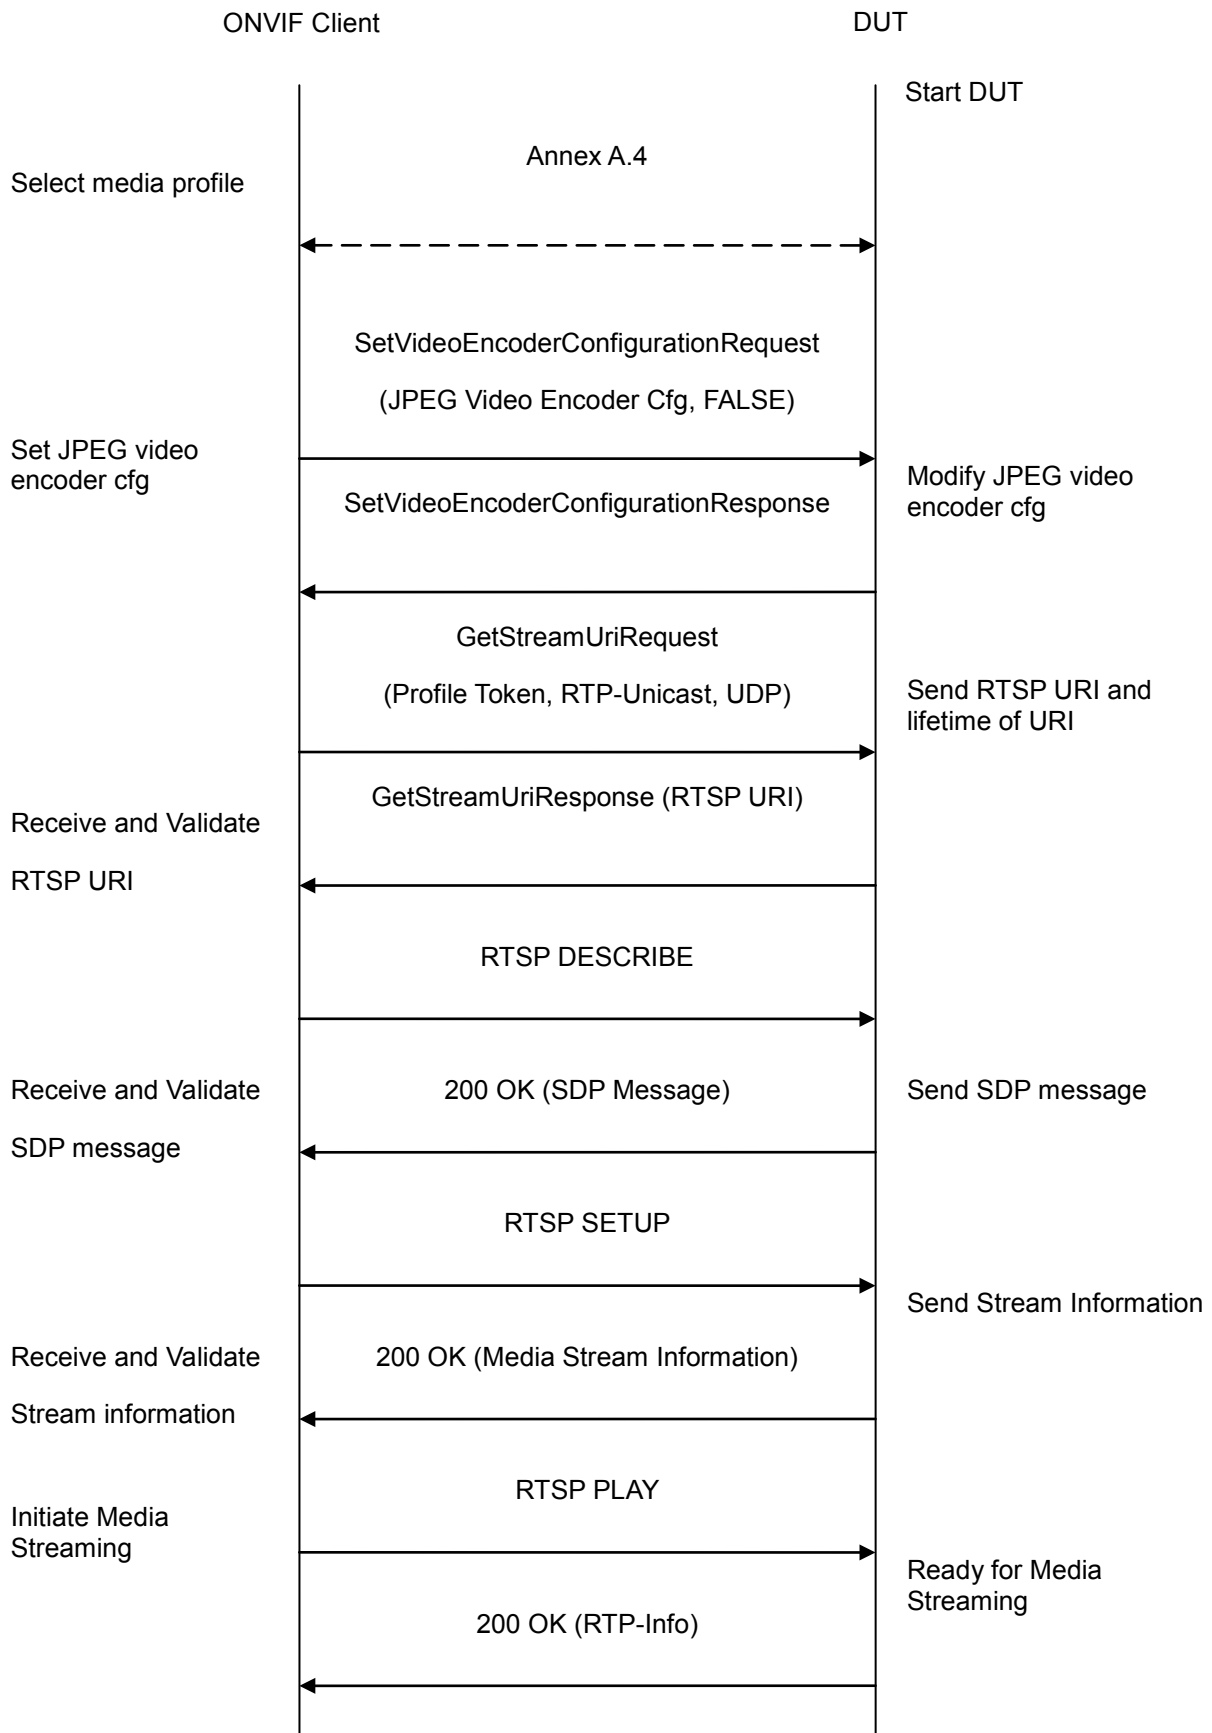 ONVIF Client
DUT
Start DUT
Annex A.4
Select media profile
SetVideoEncoderConfigurationRequest
(JPEG Video Encoder Cfg, FALSE)
Set JPEG video
encoder cfg
Modify JPEG video
encoder cfg
SetVideoEncoderConfigurationResponse
GetStreamUriRequest
(Profile Token, RTP-Unicast, UDP)
Send RTSP URI and
lifetime of URI
GetStreamUriResponse (RTSP URI)
Receive and Validate
RTSP URI
RTSP DESCRIBE
Receive and Validate
SDP message
200 OK (SDP Message)
Send SDP message
RTSP SETUP
Send Stream Information
Receive and Validate
Stream information
200 OK (Media Stream Information)
RTSP PLAY
Initiate Media
Streaming
Ready for Media
Streaming
200 OK (RTP-Info)